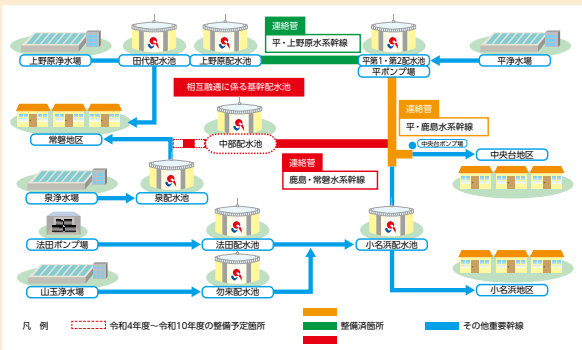 連絡管
平・上野原水系幹線
上野原浄水場
田代配水池
上野原配水池
平第1・第2配水池
平ポンプ場
平浄水場
相互融通に係る基幹配水池
連絡管
平・鹿島水系幹線
常磐地区
中部配水池
中央台ポンプ場
中央台地区
連絡管
鹿島・常磐水系幹線
泉浄水場
泉配水池
法田ポンプ場
法田配水池
小名浜配水池
山玉浄水場
勿来配水池
小名浜地区
凡 例
令和4年度～令和10年度の整備予定箇所
整備済箇所
その他重要幹線